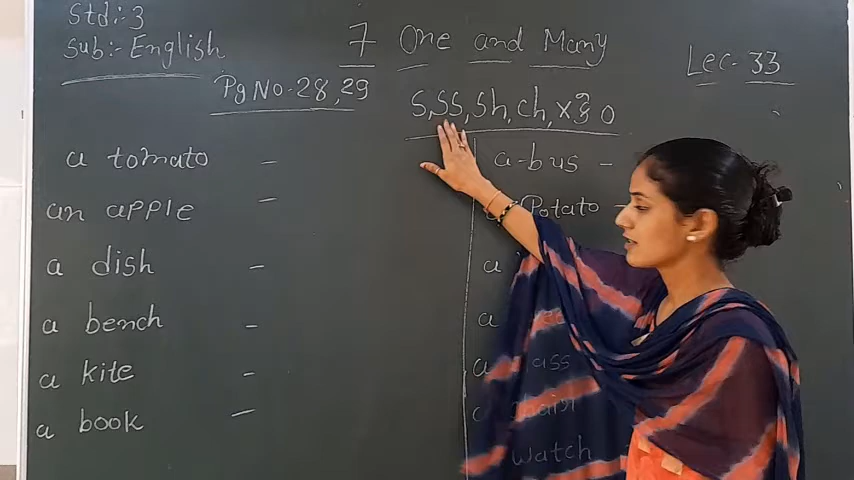 Std:-3
Sub:- English
7 One and Many
Lec- 33
Pg No-28,29
S,SS,Sh,ch,x
a tomato -
an apple -
a dish -
a bench -
a kite -
a book -
a-bus -
Potato -
a
a
a
watch